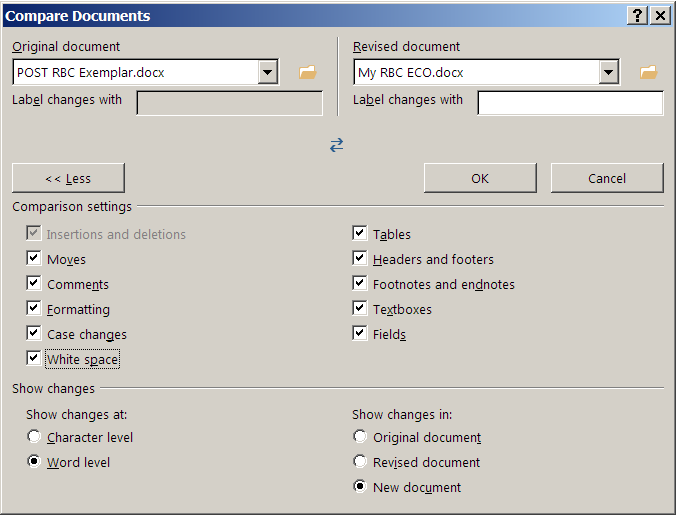 Compare Documents
Original document
POST RBC Exemplar.docx
Label changes with
Revised document
My RBC ECO.docx
Label changes with
<< Less
OK
Cancel
Comparison settings
Insertions and deletions
Moves
Comments
Formatting
Case changes
White space
Tables
Headers and footers
Footnotes and endnotes
Textboxes
Fields
Show changes
Show changes at:
Character level
Word level
Show changes in:
Original document
Revised document
New document